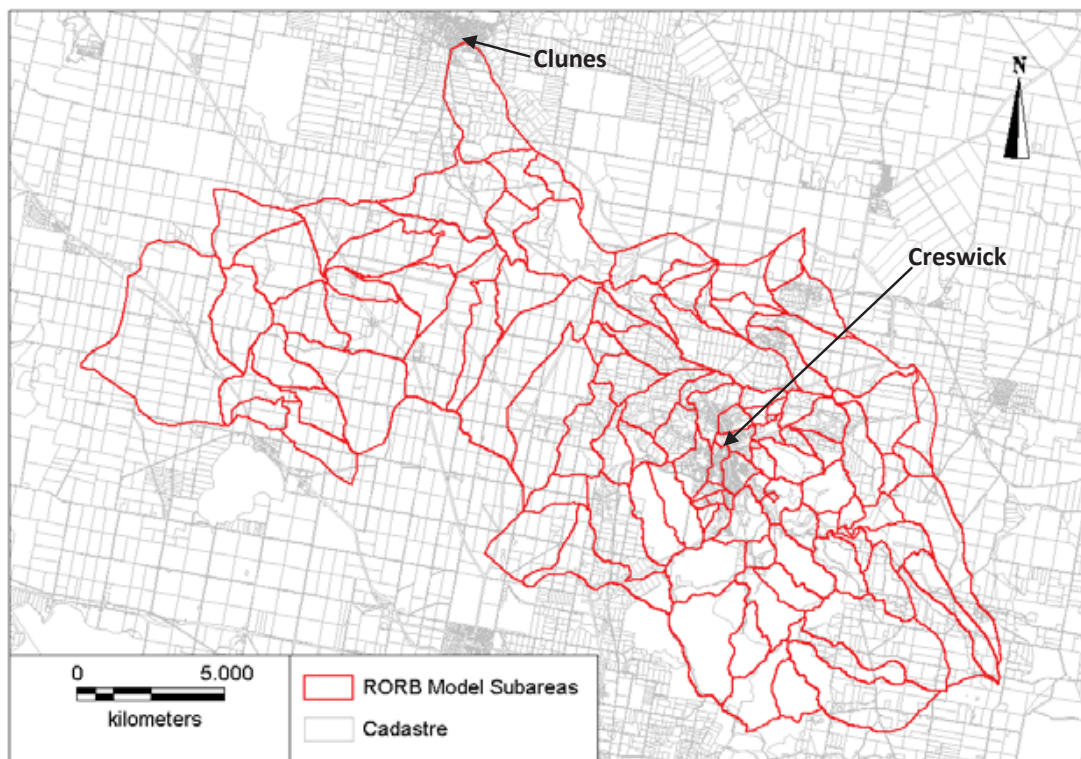 Clunes
N
Creswick
0 5.000
kilometers
RORB Model Subareas
Cadastre